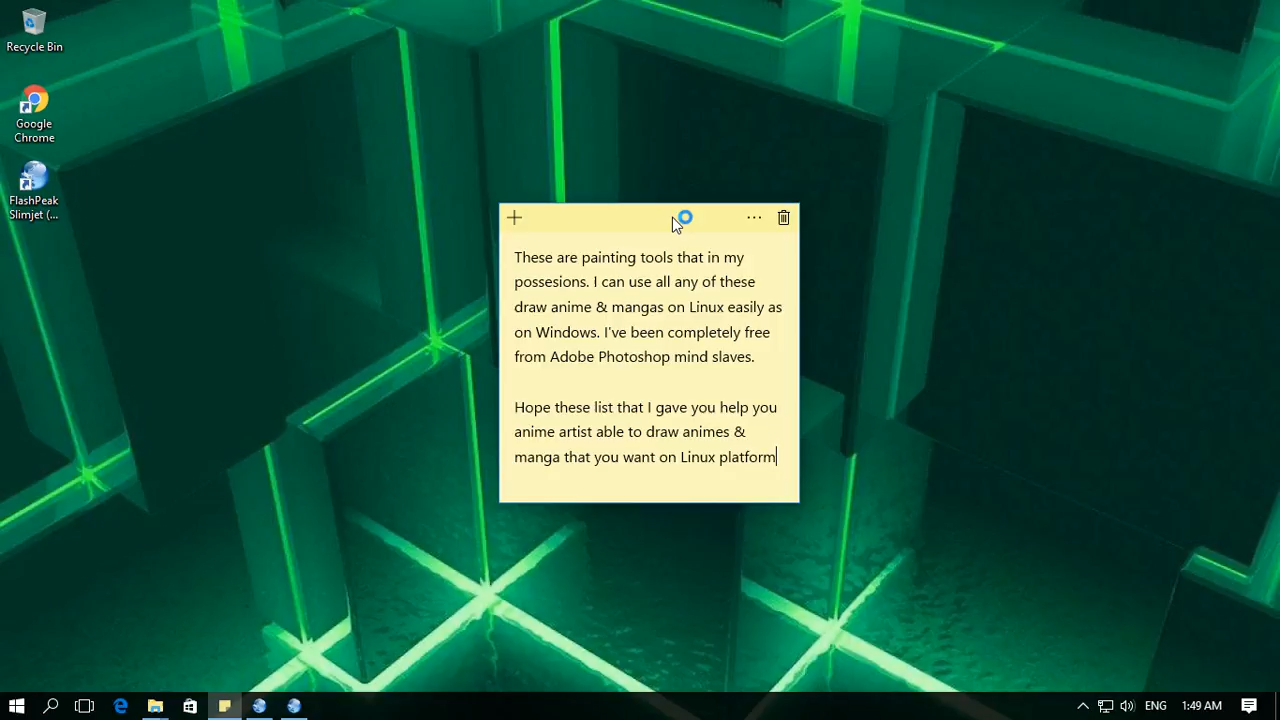 Recycle Bin
Google
Chrome
FlashPeak
Slimjet (...
These are painting tools that in my
possesions. I can use all any of these
draw anime & mangas on Linux easily as
on Windows. I've been completely free
from Adobe Photoshop mind slaves.
Hope these list that I gave you help you
anime artist able to draw animes &
manga that you want on Linux platform
ENG
1:49 AM